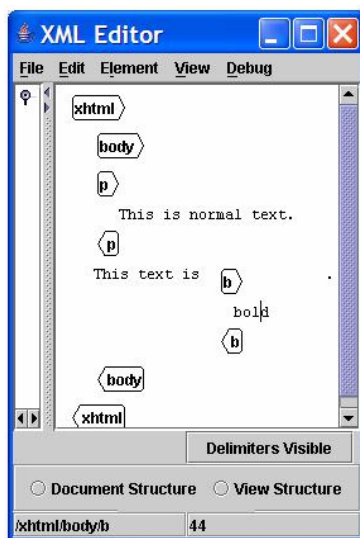 XML Editor
File Edit Element View Debug
xhtml
body
p
This is normal text.
p
This text is b .
bold
b
body
xhtml
Delimiters Visible
Document Structure View Structure
/xhtml/body/b 44